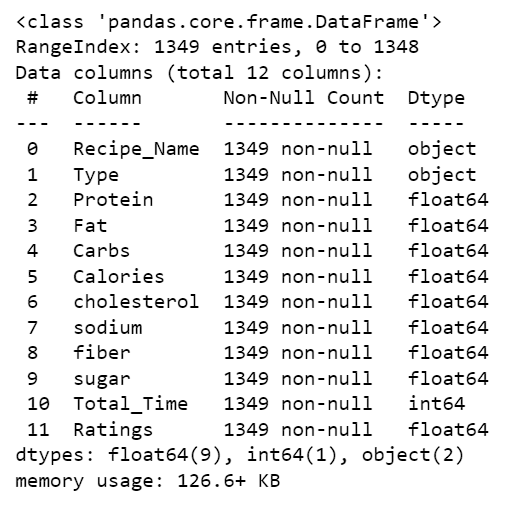 <class 'pandas.core.frame.DataFrame'>
RangeIndex: 1349 entries, 0 to 1348
Data columns (total 12 columns):
 #   Column       Non-Null Count  Dtype
---  ------       --------------  -----
 0   Recipe_Name  1349 non-null   object
 1   Type         1349 non-null   object
 2   Protein      1349 non-null   float64
 3   Fat          1349 non-null   float64
 4   Carbs        1349 non-null   float64
 5   Calories     1349 non-null   float64
 6   cholesterol  1349 non-null   float64
 7   sodium       1349 non-null   float64
 8   fiber        1349 non-null   float64
 9   sugar        1349 non-null   float64
 10  Total_Time   1349 non-null   int64
 11  Ratings      1349 non-null   float64
dtypes: float64(9), int64(1), object(2)
memory usage: 126.6+ KB